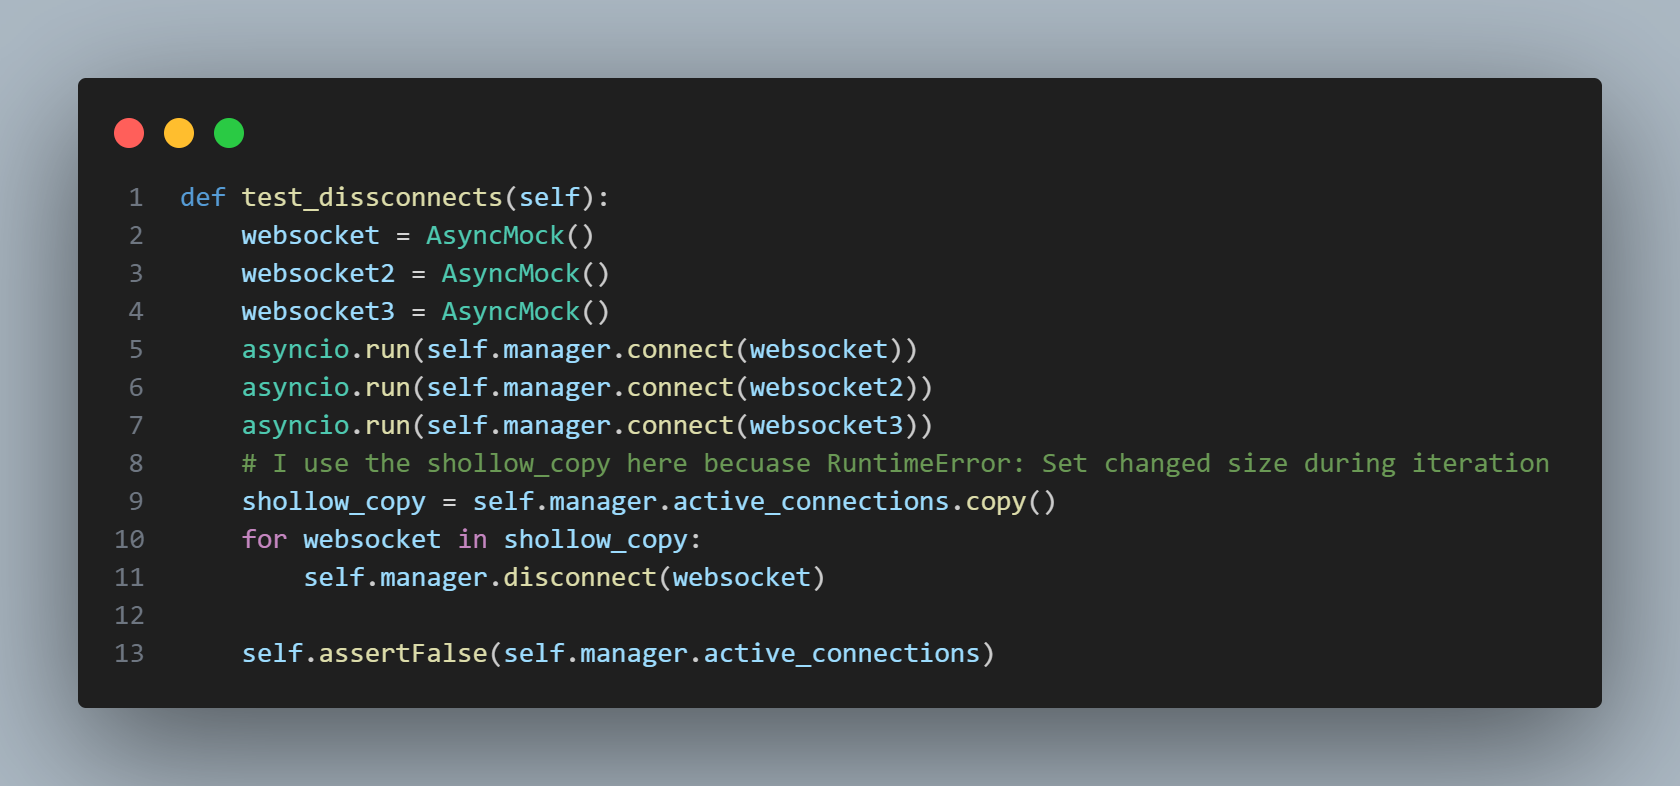 1 def test_dissconnects(self):
2     websocket = AsyncMock()
3     websocket2 = AsyncMock()
4     websocket3 = AsyncMock()
5     asyncio.run(self.manager.connect(websocket))
6     asyncio.run(self.manager.connect(websocket2))
7     asyncio.run(self.manager.connect(websocket3))
8     # I use the shollow_copy here becuase RuntimeError: Set changed size during iteration
9     shollow_copy = self.manager.active_connections.copy()
10     for websocket in shollow_copy:
11         self.manager.disconnect(websocket)
12
13     self.assertFalse(self.manager.active_connections)